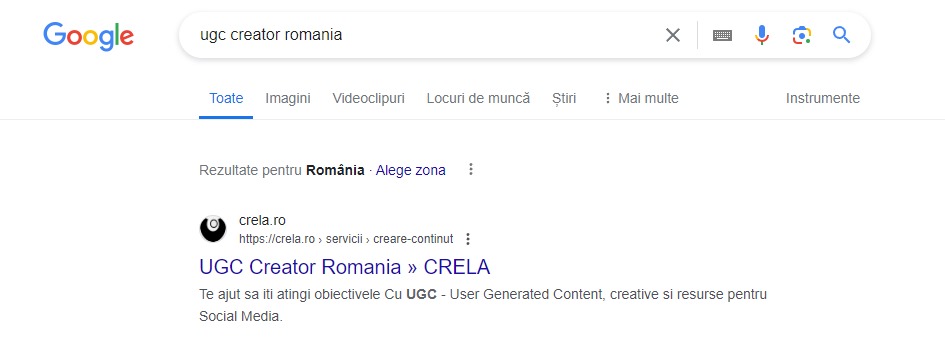 Google
ugc creator romania
Toate Imagini Videoclipuri Locuri de muncă Știri Mai multe Instrumente
Rezultate pentru România · Alege zona
crela.ro
https://crela.ro › servicii › creare-continut
UGC Creator Romania » CRELA
Te ajut sa iti atingi obiectivele Cu UGC - User Generated Content, creative si resurse pentru
Social Media.